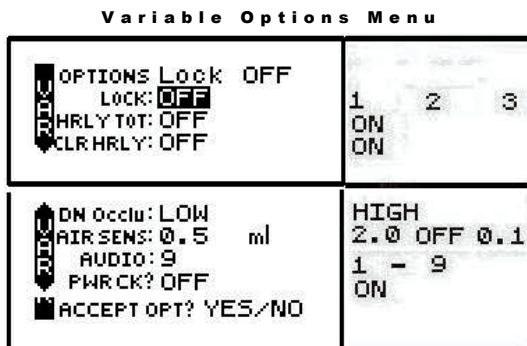 Variable Options Menu
VAR
OPTIONS Lock OFF
LOCK: OFF
HRLY TOT: OFF
CLR HRLY: OFF
1 2 3
ON
ON
VAR
DN Occlu: LOW
AIR SENS: 0.5 ml
AUDIO: 9
PWR CK? OFF
ACCEPT OPT? YES/NO
HIGH
2.0 OFF 0.1
1 - 9
ON